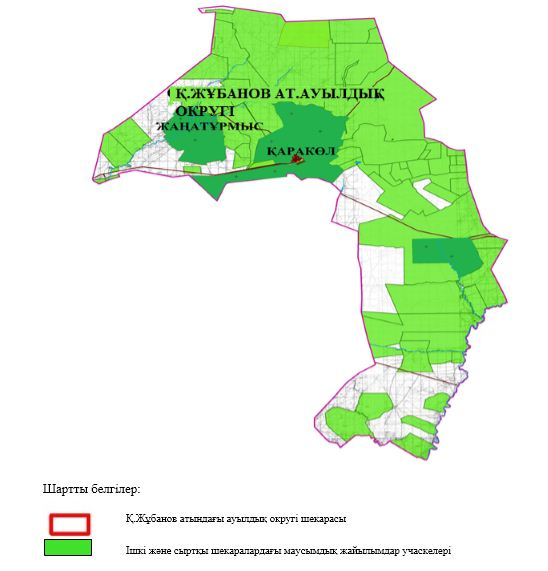 Қ.ЖҰБАНОВ АТ.АУЫЛДЫҚ
ОКРУГІ
ЖАҢАТҰРМЫС
ҚАРАКӨЛ
Шартты белгілер:
Қ.Жұбанов атындағы ауылдық округі шекарасы
Ішкі және сыртқы шекаралардағы маусымдық жайылымдар учаскелері